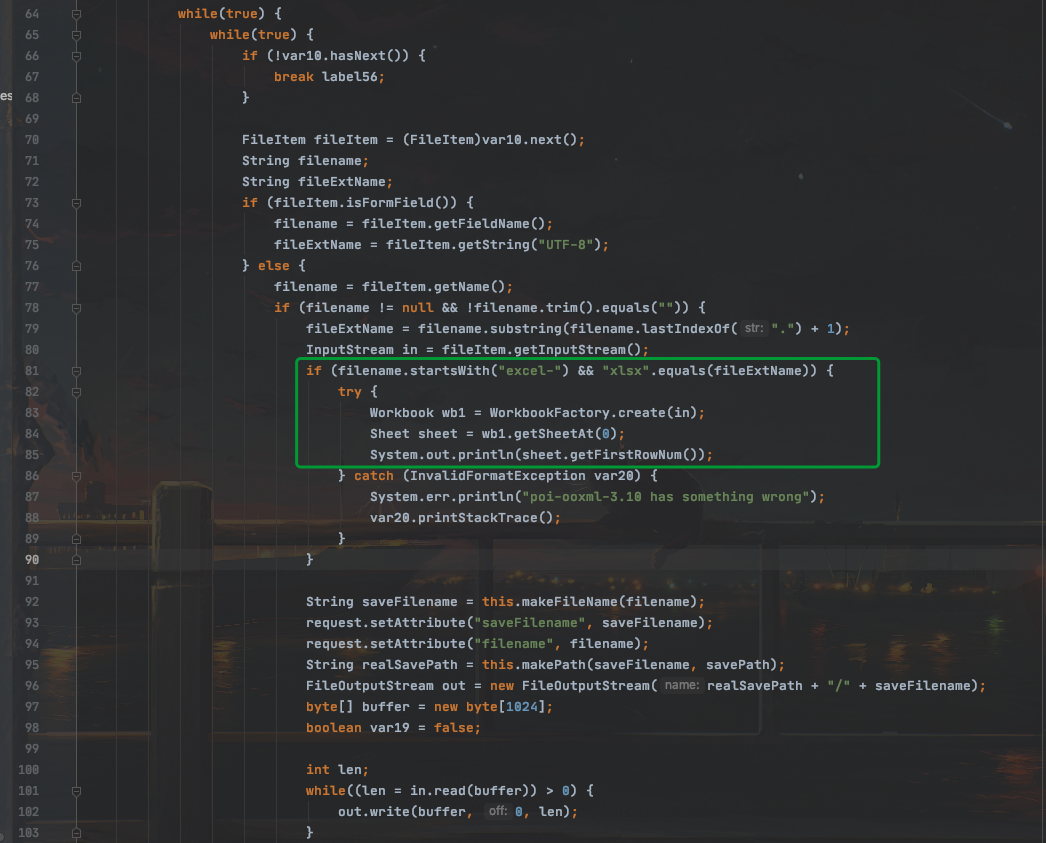 64 while(true) {
65 while(true) {
66 if (!var10.hasNext()) {
67 break label56;
es
68 }
69
70 FileItem fileItem = (FileItem)var10.next();
71 String filename;
72 String fileExtName;
73 if (fileItem.isFormField()) {
74 filename = fileItem.getFieldName();
75 fileExtName = fileItem.getString("UTF-8");
76 } else {
77 filename = fileItem.getName();
78 if (filename != null && !filename.trim().equals("")) {
79 fileExtName = filename.substring(filename.lastIndexOf( str: ".") + 1);
80 InputStream in = fileItem.getInputStream();
81 if (filename.startsWith("excel-") && "xlsx".equals(fileExtName)) {
82 try {
83 Workbook wb1 = WorkbookFactory.create(in);
84 Sheet sheet = wb1.getSheetAt(0);
85 System.out.println(sheet.getFirstRowNum());
86 } catch (InvalidFormatException var20) {
87 System.err.println("poi-ooxml-3.10 has something wrong");
88 var20.printStackTrace();
89 }
90 }
91
92 String saveFilename = this.makeFileName(filename);
93 request.setAttribute("saveFilename", saveFilename);
94 request.setAttribute("filename", filename);
95 String realSavePath = this.makePath(saveFilename, savePath);
96 FileOutputStream out = new FileOutputStream( name: realSavePath + "/" + saveFilename);
97 byte[] buffer = new byte[1024];
98 boolean var19 = false;
99
100 int len;
101 while((len = in.read(buffer)) > 0) {
102 out.write(buffer, off: 0, len);
103 }